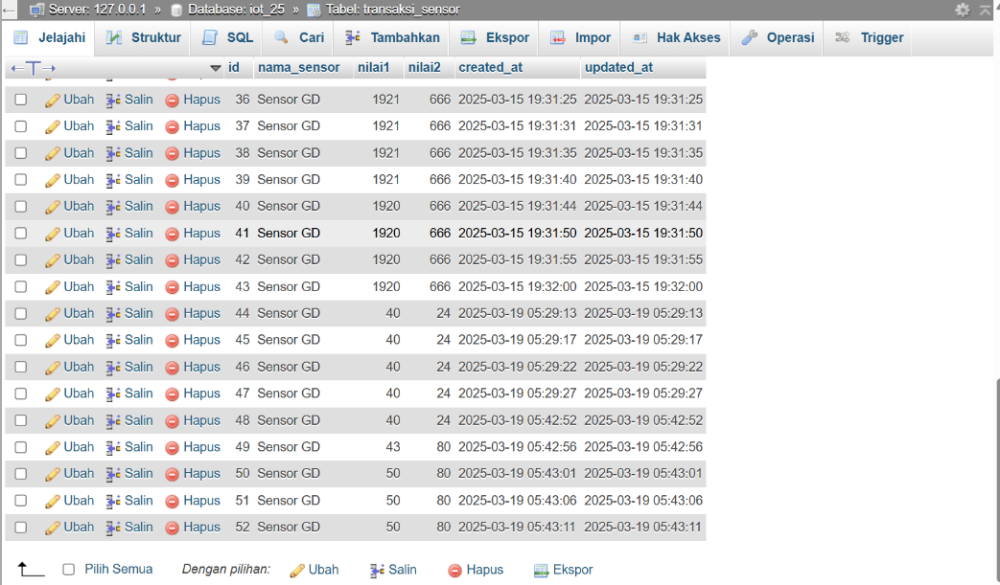 Server: 127.0.0.1 » Database: iot_25 » Tabel: transaksi_sensor
Jelajahi Struktur SQL Cari Tambahkan Ekspor Impor Hak Akses Operasi Trigger
id nama_sensor nilai1 nilai2 created_at updated_at
Ubah Salin Hapus 36 Sensor GD 1921 666 2025-03-15 19:31:25 2025-03-15 19:31:25
Ubah Salin Hapus 37 Sensor GD 1921 666 2025-03-15 19:31:31 2025-03-15 19:31:31
Ubah Salin Hapus 38 Sensor GD 1921 666 2025-03-15 19:31:35 2025-03-15 19:31:35
Ubah Salin Hapus 39 Sensor GD 1921 666 2025-03-15 19:31:40 2025-03-15 19:31:40
Ubah Salin Hapus 40 Sensor GD 1920 666 2025-03-15 19:31:44 2025-03-15 19:31:44
Ubah Salin Hapus 41 Sensor GD 1920 666 2025-03-15 19:31:50 2025-03-15 19:31:50
Ubah Salin Hapus 42 Sensor GD 1920 666 2025-03-15 19:31:55 2025-03-15 19:31:55
Ubah Salin Hapus 43 Sensor GD 1920 666 2025-03-15 19:32:00 2025-03-15 19:32:00
Ubah Salin Hapus 44 Sensor GD 40 24 2025-03-19 05:29:13 2025-03-19 05:29:13
Ubah Salin Hapus 45 Sensor GD 40 24 2025-03-19 05:29:17 2025-03-19 05:29:17
Ubah Salin Hapus 46 Sensor GD 40 24 2025-03-19 05:29:22 2025-03-19 05:29:22
Ubah Salin Hapus 47 Sensor GD 40 24 2025-03-19 05:29:27 2025-03-19 05:29:27
Ubah Salin Hapus 48 Sensor GD 40 24 2025-03-19 05:42:52 2025-03-19 05:42:52
Ubah Salin Hapus 49 Sensor GD 43 80 2025-03-19 05:42:56 2025-03-19 05:42:56
Ubah Salin Hapus 50 Sensor GD 50 80 2025-03-19 05:43:01 2025-03-19 05:43:01
Ubah Salin Hapus 51 Sensor GD 50 80 2025-03-19 05:43:06 2025-03-19 05:43:06
Ubah Salin Hapus 52 Sensor GD 50 80 2025-03-19 05:43:11 2025-03-19 05:43:11
Pilih Semua Dengan pilihan: Ubah Salin Hapus Ekspor